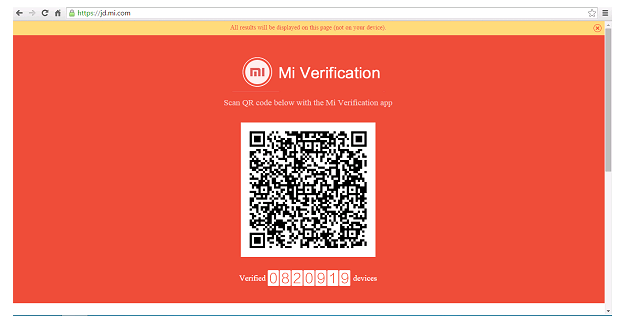 https://jd.mi.com
All results will be displayed on this page (not on your device)
mi Mi Verification
Scan QR code below with the Mi Verification app
Verified 0820919 devices